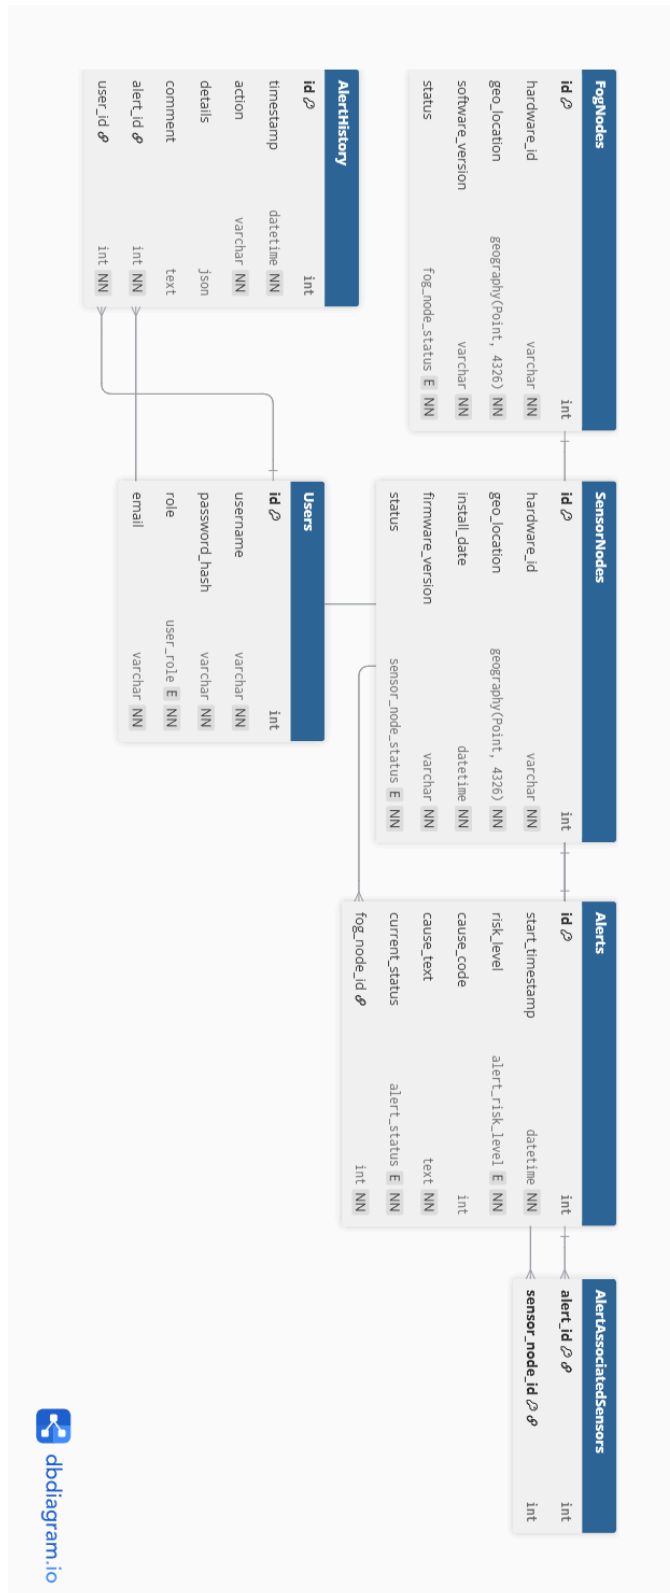 FogNodes
id int
hardware_id varchar NN
geo_location geography(Point, 4326) NN
software_version varchar NN
status fog_node_status E NN
SensorNodes
id int
hardware_id varchar NN
geo_location geography(Point, 4326) NN
install_date datetime NN
firmware_version varchar NN
status sensor_node_status E NN
Alerts
id int
start_timestamp datetime NN
risk_level alert_risk_level E NN
cause_code int
cause_text text NN
current_status alert_status E NN
fog_node_id int NN
AlertAssociatedSensors
alert_id int
sensor_node_id int
AlertHistory
id int
timestamp datetime NN
action varchar NN
details json
comment text
alert_id int NN
user_id int NN
Users
id int
username varchar NN
password_hash varchar NN
role user_role E NN
email varchar NN
dbdiagram.io